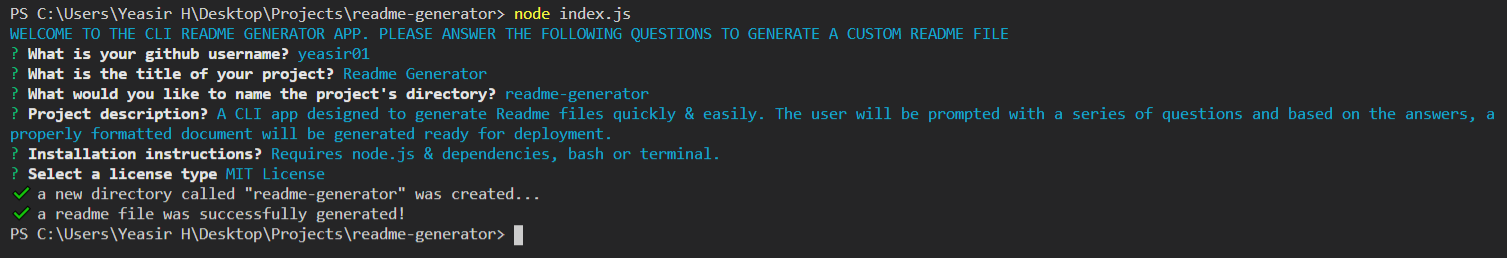 PS C:\Users\Yeasir H\Desktop\Projects\readme-generator> node index.js
WELCOME TO THE CLI README GENERATOR APP. PLEASE ANSWER THE FOLLOWING QUESTIONS TO GENERATE A CUSTOM README FILE
? What is your github username? yeasir01
? What is the title of your project? Readme Generator
? What would you like to name the project's directory? readme-generator
? Project description? A CLI app designed to generate Readme files quickly & easily. The user will be prompted with a series of questions and based on the answers, a
properly formatted document will be generated ready for deployment.
? Installation instructions? Requires node.js & dependencies, bash or terminal.
? Select a license type MIT License
✔ a new directory called "readme-generator" was created...
✔ a readme file was successfully generated!
PS C:\Users\Yeasir H\Desktop\Projects\readme-generator>